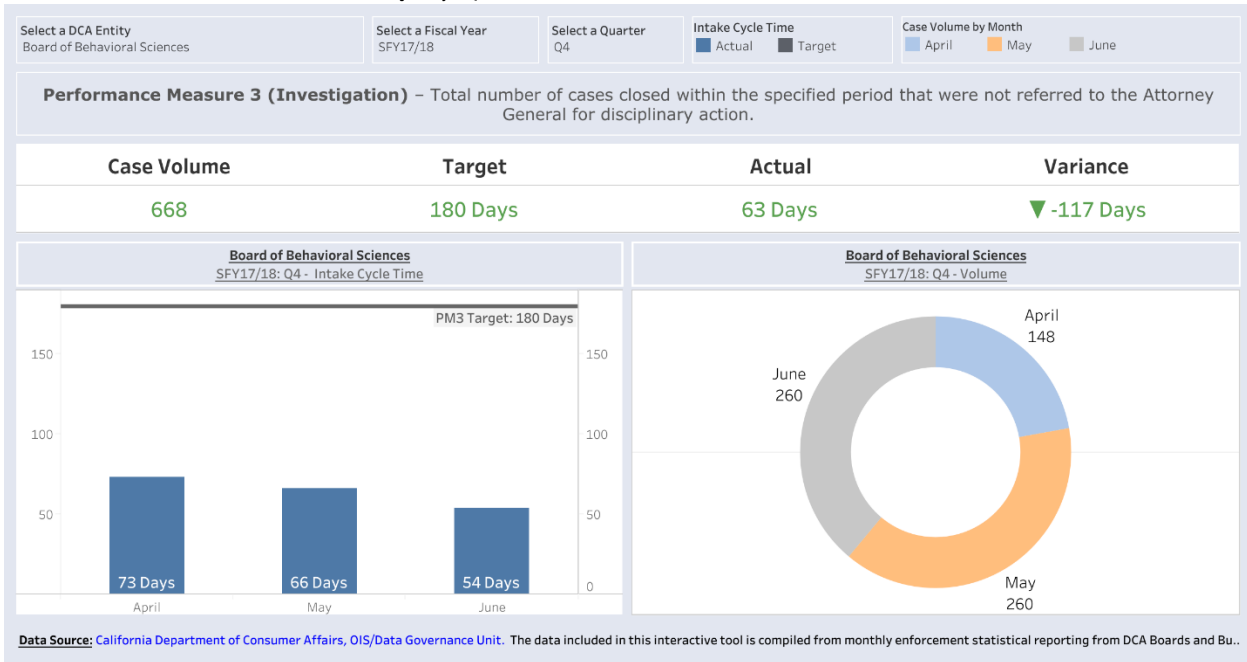 Select a DCA Entity
Board of Behavioral Sciences
Select a Fiscal Year
SFY17/18
Select a Quarter
Q4
Intake Cycle Time
Actual Target
Case Volume by Month
April May June
Performance Measure 3 (Investigation) – Total number of cases closed within the specified period that were not referred to the Attorney
General for disciplinary action.
Case Volume Target Actual Variance
668 180 Days 63 Days ▼ -117 Days
Board of Behavioral Sciences
SFY17/18: Q4 - Intake Cycle Time
PM3 Target: 180 Days
150 150
100 100
50 50
0
73 Days 66 Days 54 Days
April May June
Board of Behavioral Sciences
SFY17/18: Q4 - Volume
April
148
June
260
May
260
Data Source: California Department of Consumer Affairs, OIS/Data Governance Unit. The data included in this interactive tool is compiled from monthly enforcement statistical reporting from DCA Boards and Bu..